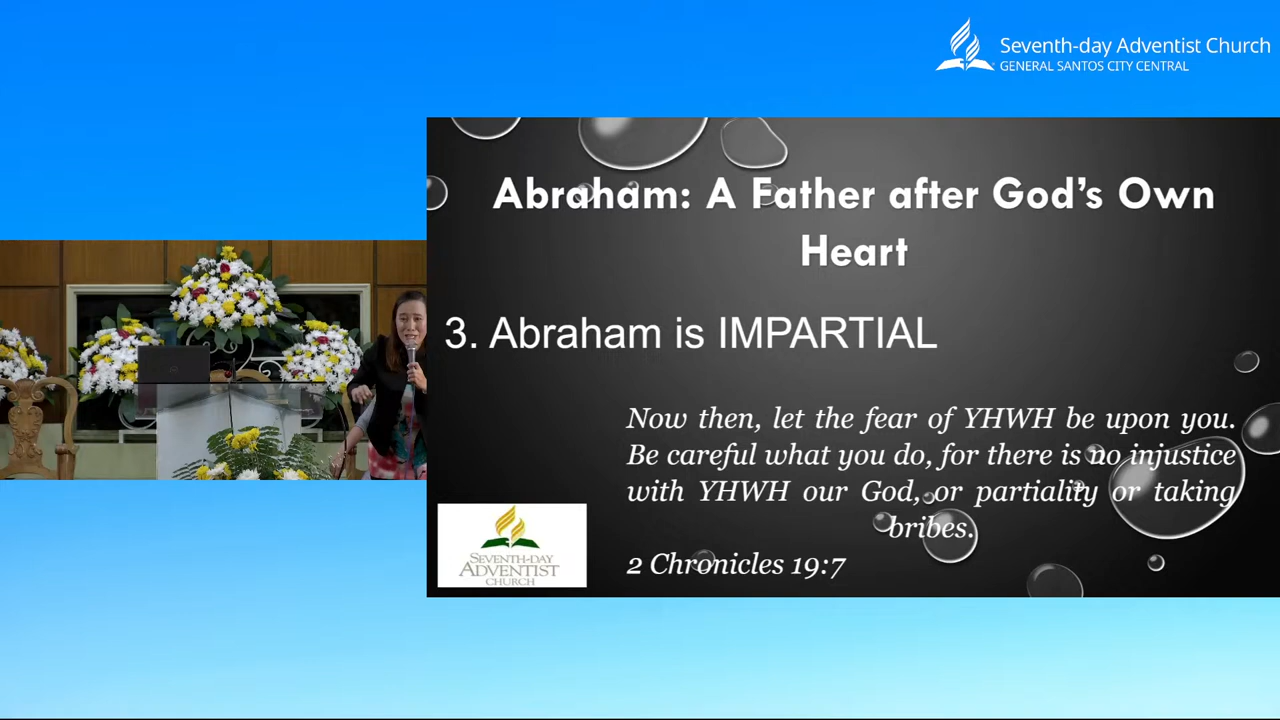 Seventh-day Adventist Church
GENERAL SANTOS CITY CENTRAL
Abraham: A Father after God’s Own
Heart
3. Abraham is IMPARTIAL
Now then, let the fear of YHWH be upon you.
Be careful what you do, for there is no injustice
with YHWH our God, or partiality or taking
bribes.
2 Chronicles 19:7
SEVENTH-DAY
ADVENTIST
CHURCH